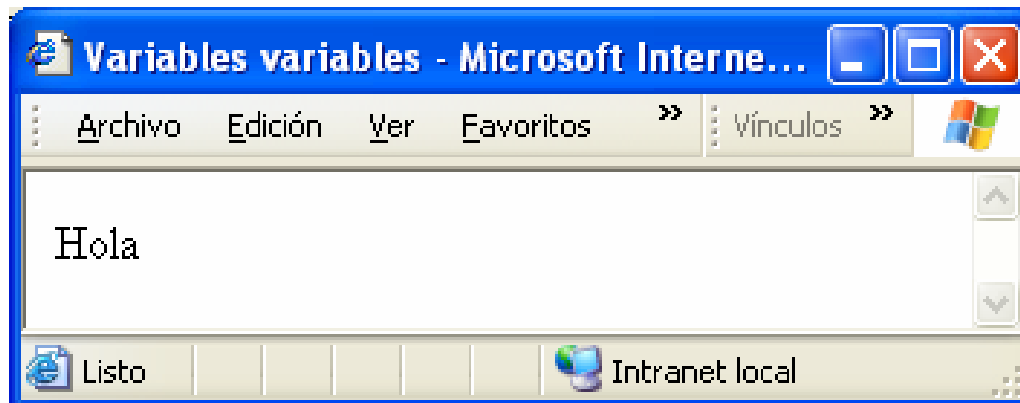 Variables variables - Microsoft Interne...
Archivo Edición Ver Favoritos » Vínculos »
Hola
Listo Intranet local